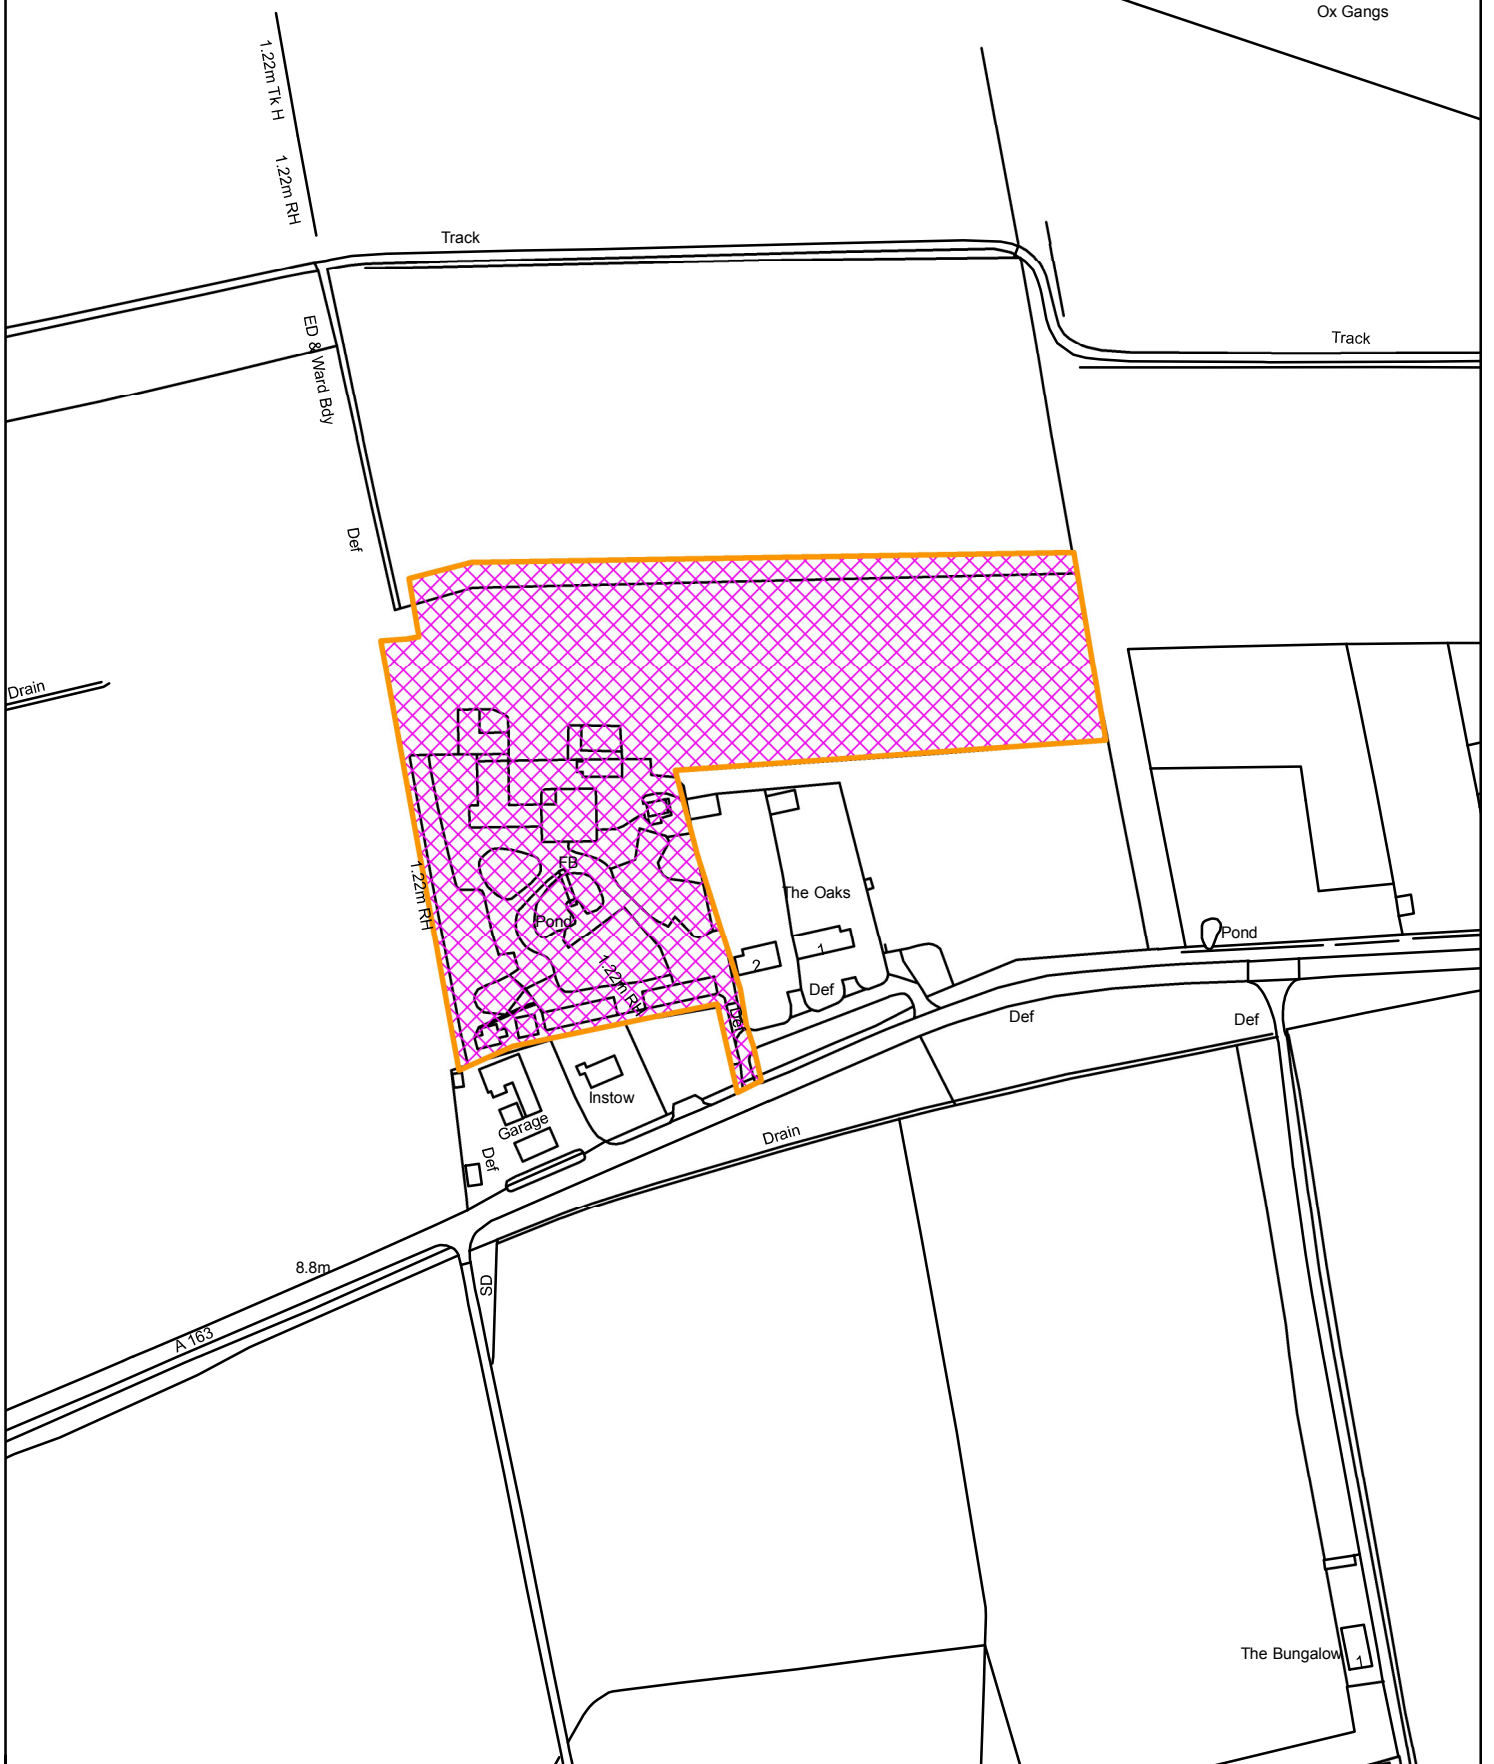 Ox Gangs
1.22m Tk H
1.22m RH
Track
Track
ED & Ward Bdy
Def
Drain
FB
1.22m RH
The Oaks
Pond
Pond
1
2
1.22m RH
Def
Def
Def
Def
Instow
Garage
Drain
Def
8.8m
SD
A 163
The Bungalow
1